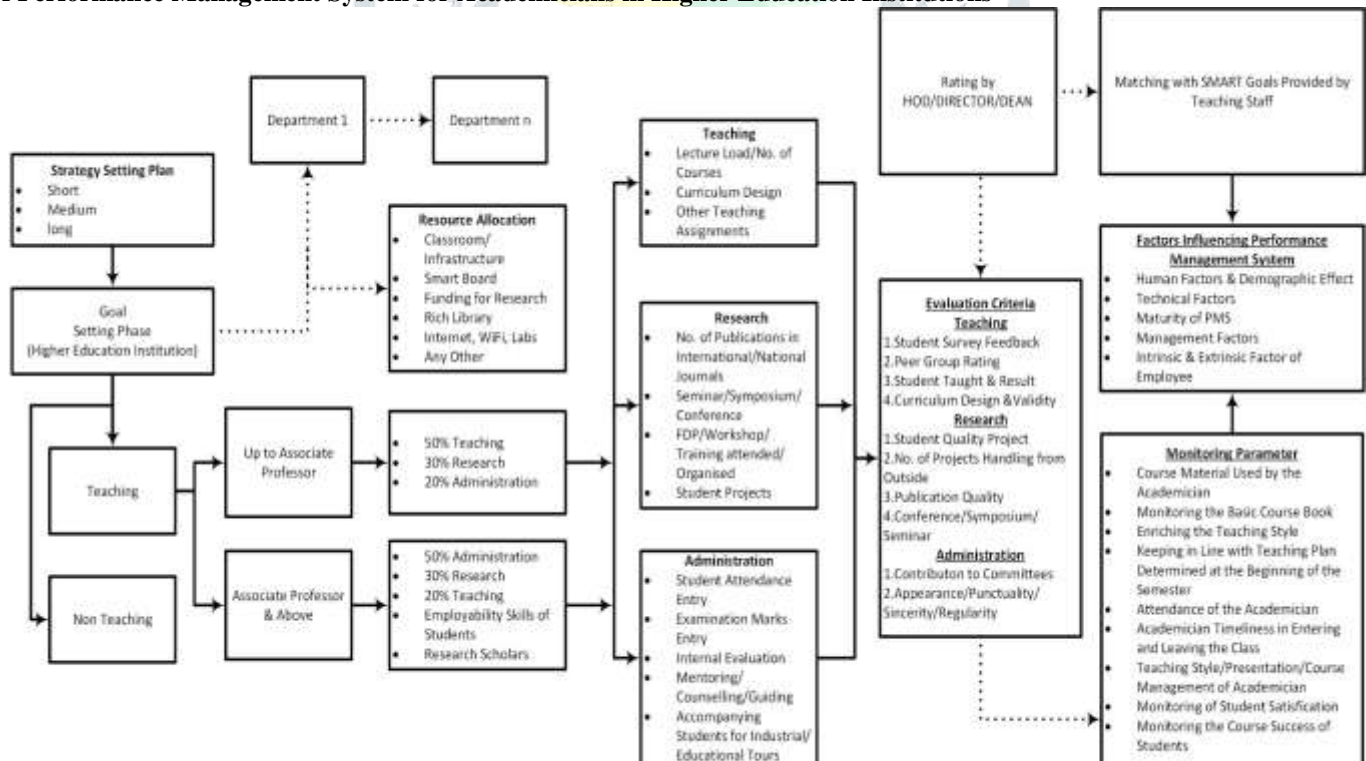 Performance Management System for Academicians in Higher Education Institutions
Department 1
Department n
Strategy Setting Plan
• Short
• Medium
• long
Goal
Setting Phase
(Higher Education Institution)
Teaching
Non Teaching
Resource Allocation
• Classroom/
Infrastructure
• Smart Board
• Funding for Research
• Rich Library
• Internet, WiFi, Labs
• Any Other
Up to Associate
Professor
Associate Professor
& Above
• 50% Teaching
• 30% Research
• 20% Administration
• 50% Administration
• 30% Research
• 20% Teaching
• Employability Skills of
Students
• Research Scholars
Teaching
• Lecture Load/No. of
Courses
• Curriculum Design
• Other Teaching
Assignments
Research
• No. of Publications in
International/National
Journals
• Seminar/Symposium/
Conference
• FDP/Workshop/
Training attended/
Organised
• Student Projects
Administration
• Student Attendance
Entry
• Examination Marks
Entry
• Internal Evaluation
• Mentoring/
Counselling/Guiding
• Accompanying
Students for Industrial/
Educational Tours
Rating by
HOD/DIRECTOR/DEAN
Matching with SMART Goals Provided by
Teaching Staff
Evaluation Criteria
Teaching
1.Student Survey Feedback
2.Peer Group Rating
3.Student Taught & Result
4.Curriculum Design &Validity
Research
1.Student Quality Project
2.No. of Projects Handling from
Outside
3.Publication Quality
4.Conference/Symposium/
Seminar
Administration
1.Contributon to Committees
2.Appearance/Punctuality/
Sincerity/Regularity
Factors Influencing Performance
Management System
• Human Factors & Demographic Effect
• Technical Factors
• Maturity of PMS
• Management Factors
• Intrinsic & Extrinsic Factor of
Employee
Monitoring Parameter
• Course Material Used by the
Academician
• Monitoring the Basic Course Book
• Enriching the Teaching Style
• Keeping in Line with Teaching Plan
Determined at the Beginning of the
Semester
• Attendance of the Academician
• Academician Timeliness in Entering
and Leaving the Class
• Teaching Style/Presentation/Course
Management of Academician
• Monitoring of Student Satisfication
• Monitoring the Course Success of
Students